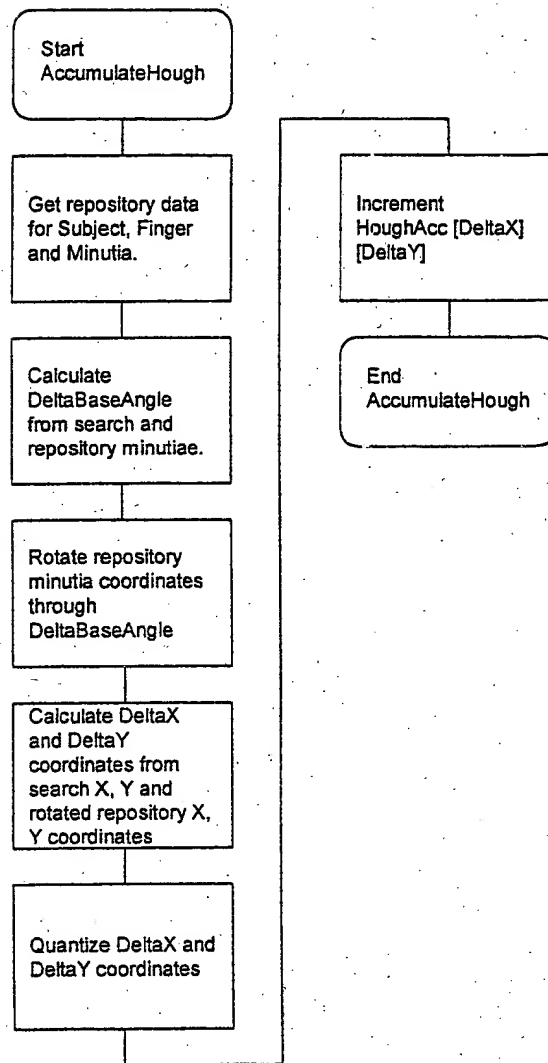 Start
AccumulateHough
Get repository data
for Subject, Finger
and Minutia.
Calculate
DeltaBaseAngle
from search and
repository minutiae.
Rotate repository
minutia coordinates
through
DeltaBaseAngle
Calculate DeltaX
and DeltaY
coordinates from
search X, Y and
rotated repository X,
Y coordinates
Quantize DeltaX and
DeltaY coordinates
Increment
HoughAcc [DeltaX]
[DeltaY]
End
AccumulateHough